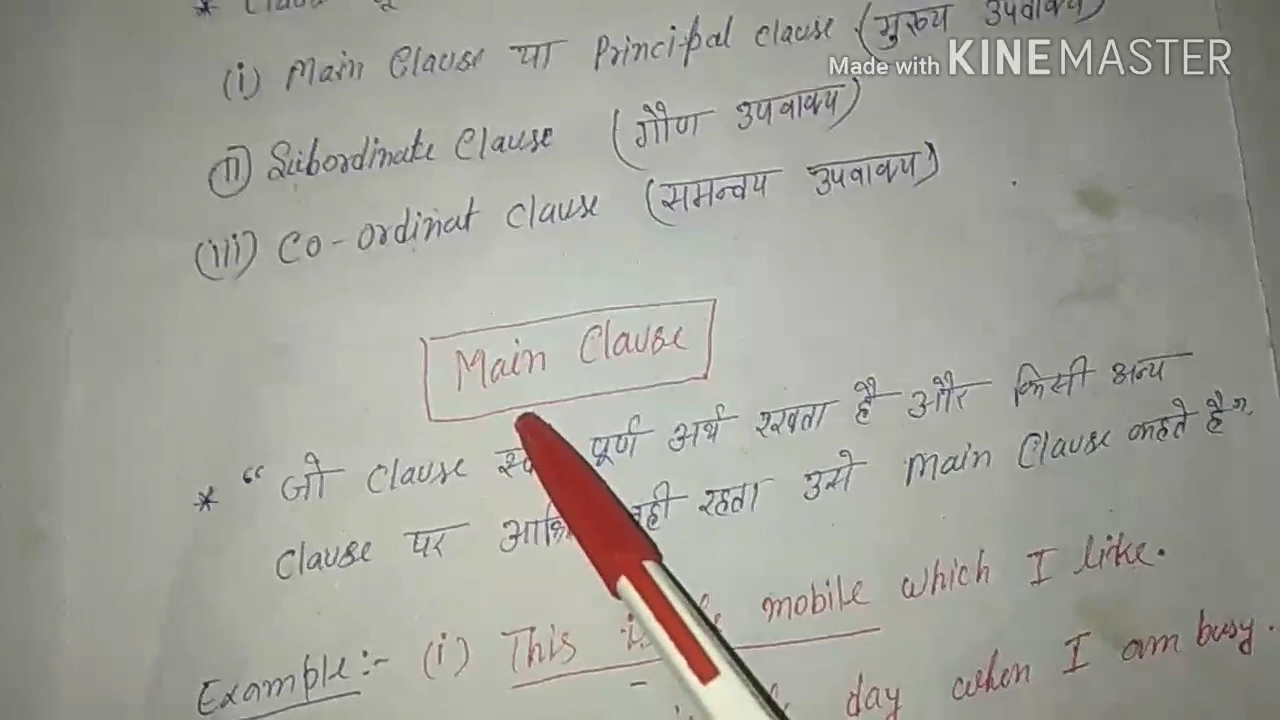 * Clause
(i) Main Clause या Principal clause (मुख्य उपवाक्य)
Made with KINEMASTER
(ii) Subordinate Clause (गौण उपवाक्य)
(iii) Co-ordinat clause (समन्वय उपवाक्य)
Main Clause
* “ जो clause पूर्ण अर्थ रखता है और किसी अन्य
clause पर नही रहता उसे main Clause कहते है”
Example:- (i) This is mobile which I like.
day when I am busy.